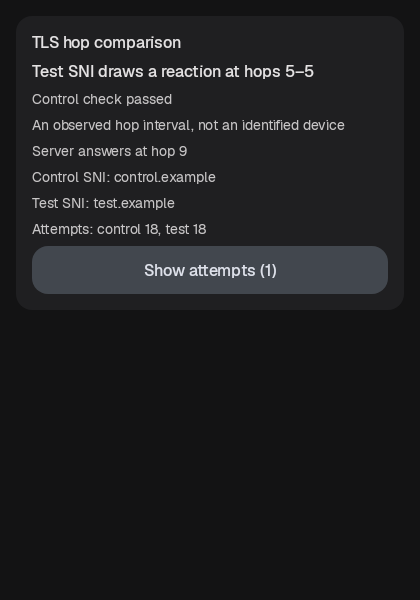 TLS hop comparison
Test SNI draws a reaction at hops 5–5
Control check passed
An observed hop interval, not an identified device
Server answers at hop 9
Control SNI: control.example
Test SNI: test.example
Attempts: control 18, test 18
Show attempts (1)